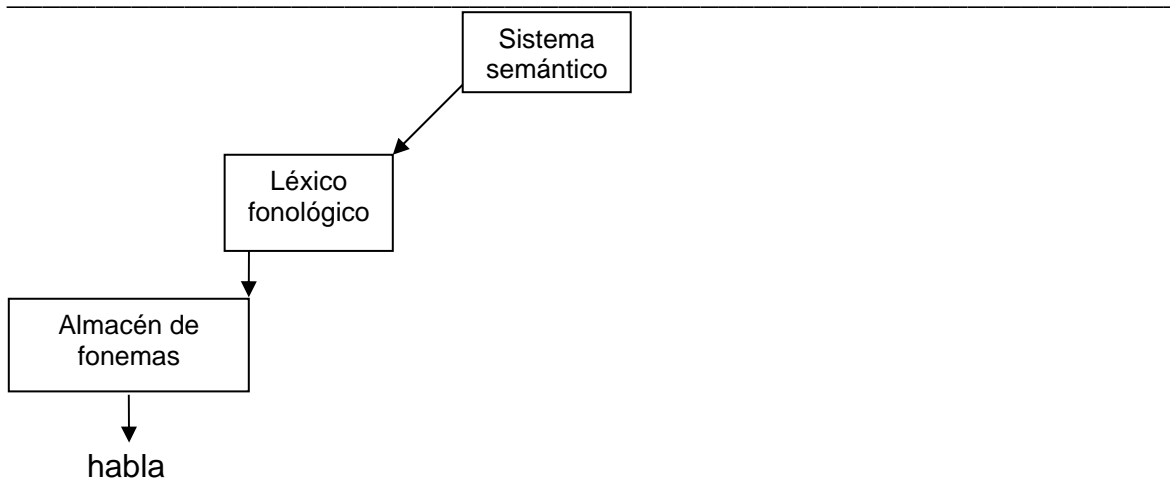 Sistema
semántico
Léxico
fonológico
Almacén de
fonemas
habla